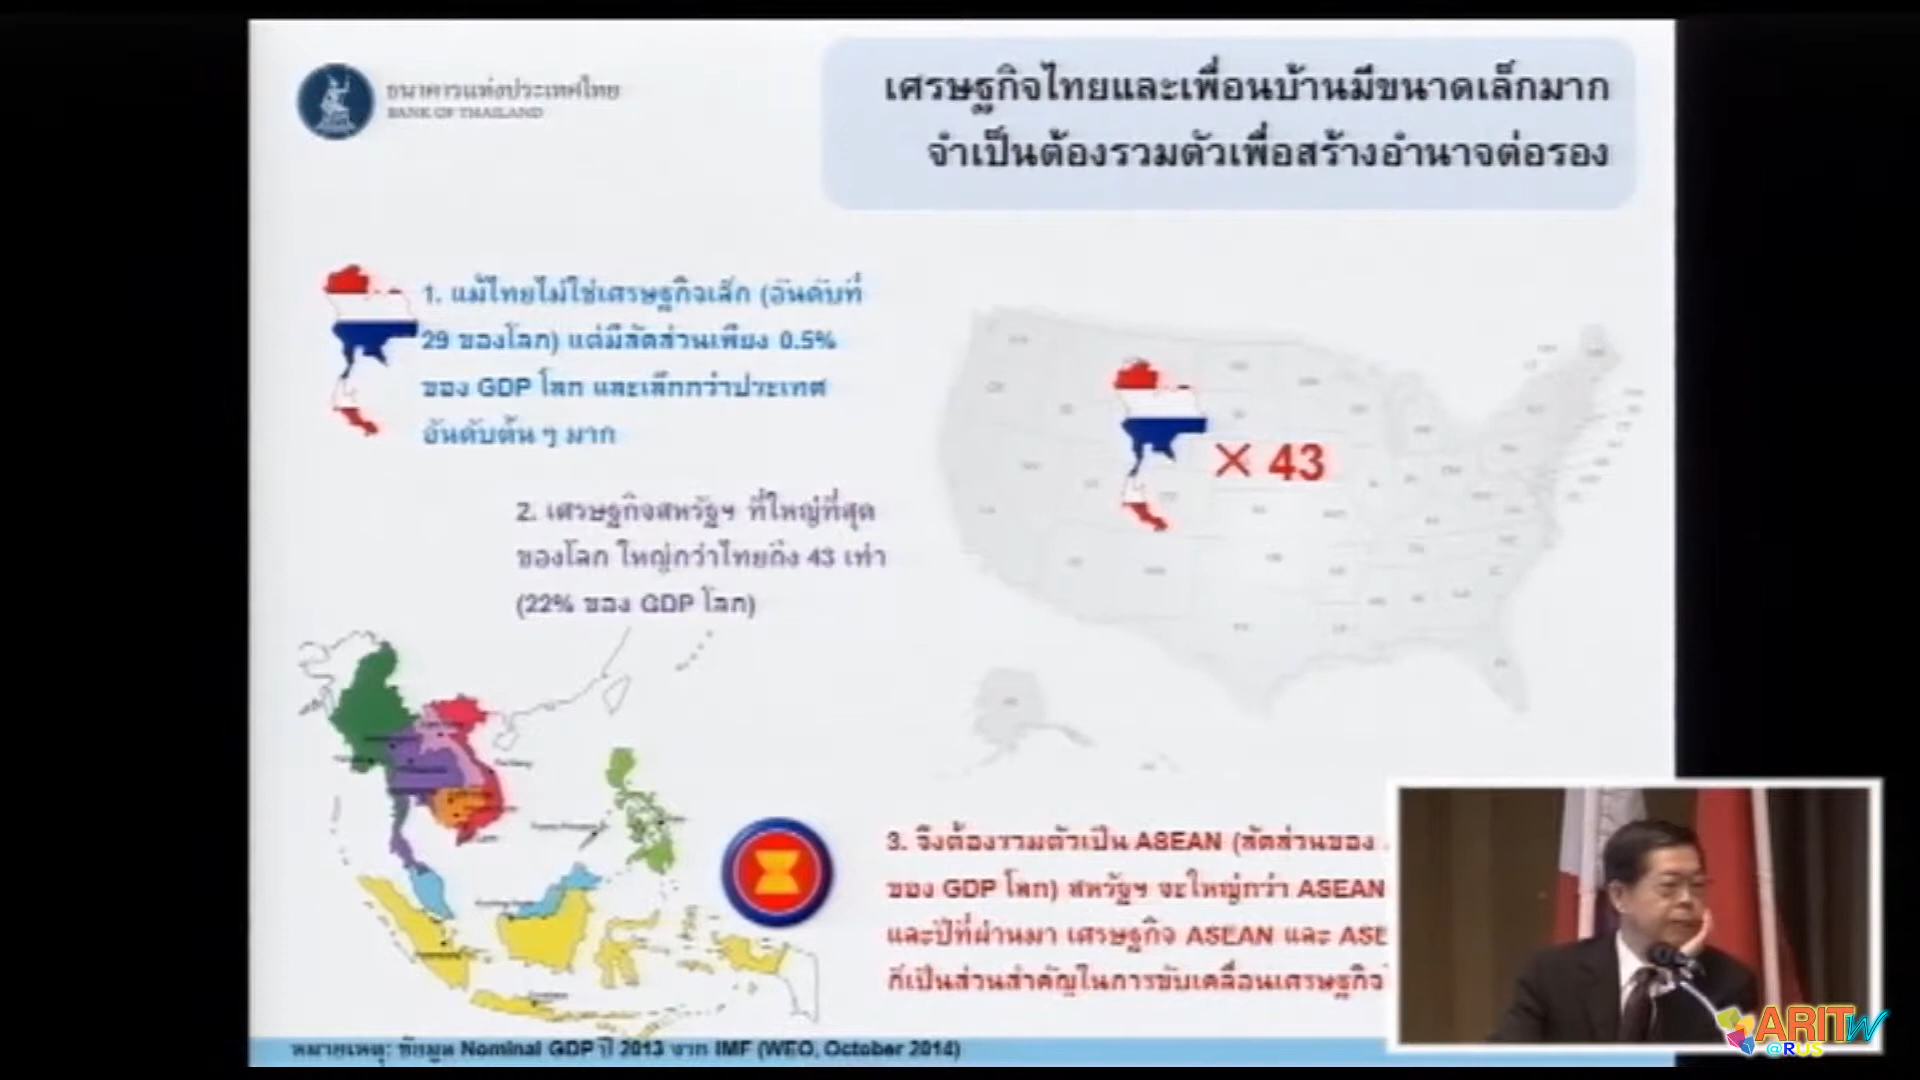 ธนาคารแห่งประเทศไทย
BANK OF THAILAND
เศรษฐกิจไทยและเพื่อนบ้านมีขนาดเล็กมาก
จำเป็นต้องรวมตัวเพื่อสร้างอำนาจต่อรอง
1. แม้ไทยไม่ใช่เศรษฐกิจเล็ก (อันดับที่
29 ของโลก) แต่มีสัดส่วนเพียง 0.5%
ของ GDP โลก และเล็กกว่าประเทศ
อันดับต้น ๆ มาก
× 43
2. เศรษฐกิจสหรัฐฯ ที่ใหญ่ที่สุด
ของโลก ใหญ่กว่าไทยถึง 43 เท่า
(22% ของ GDP โลก)
3. จึงต้องรวมตัวเป็น ASEAN (สัดส่วนของ
ของ GDP โลก) สหรัฐฯ จะใหญ่กว่า ASEAN
และปีที่ผ่านมา เศรษฐกิจ ASEAN และ ASE
ก็เป็นส่วนสำคัญในการขับเคลื่อนเศรษฐกิจ
หมายเหตุ: ข้อมูล Nominal GDP ปี 2013 จาก IMF (WEO, October 2014)
ARITW
@RUS